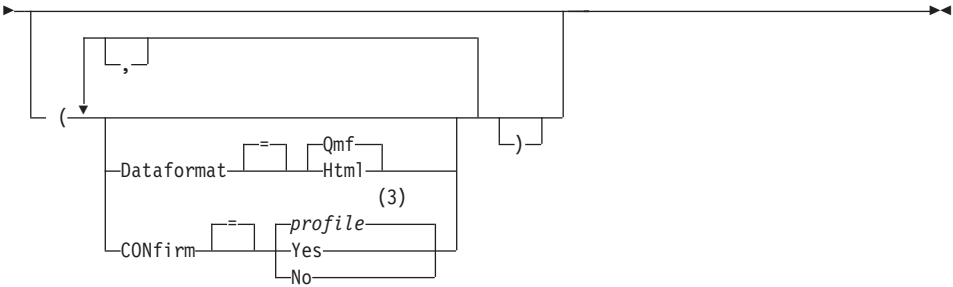 ,
(
)
= Qmf
Dataformat Html
(3)
= profile
CONfirm Yes
No